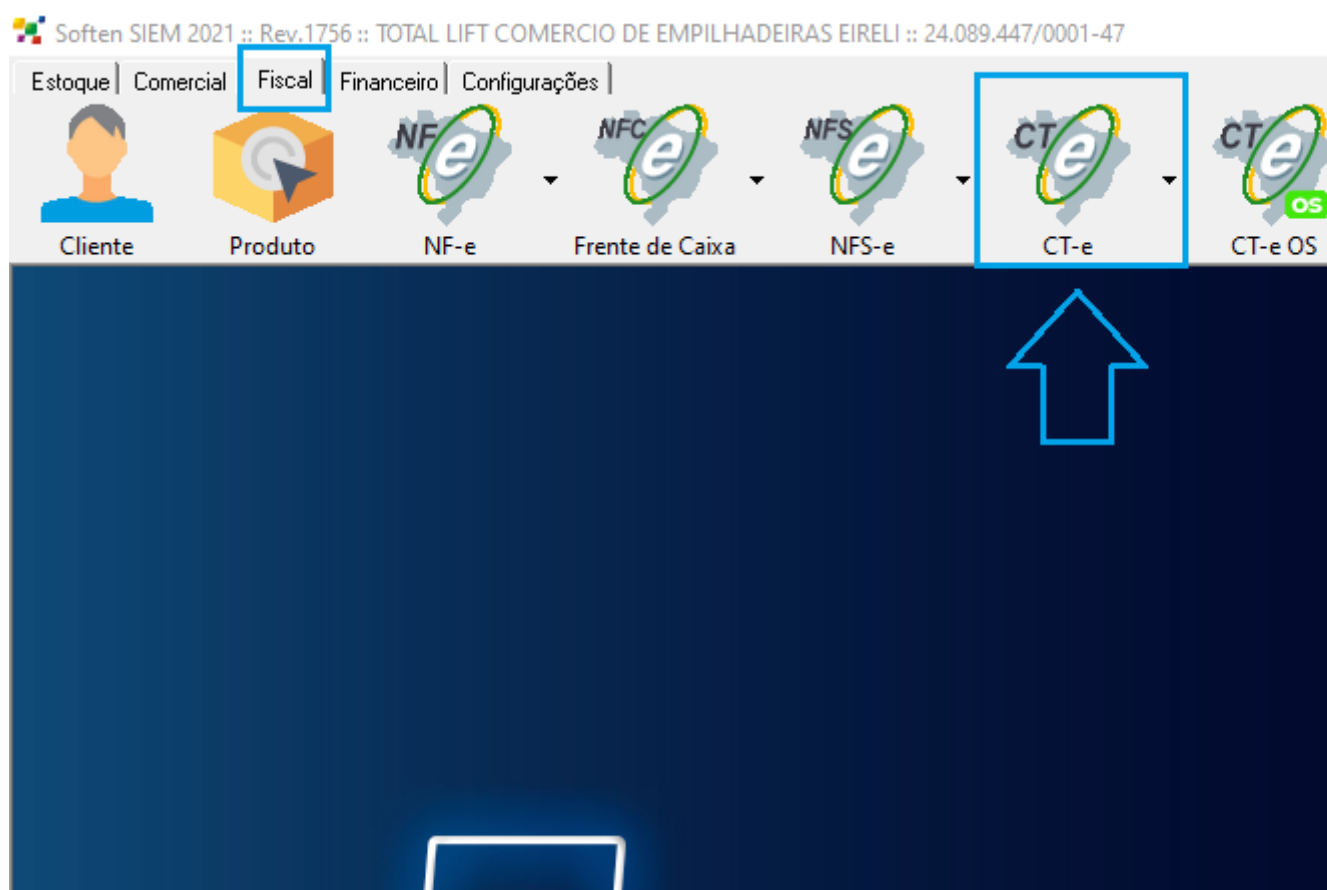 Soften SIEM 2021 :: Rev.1756 :: TOTAL LIFT COMERCIO DE EMPILHADEIRAS EIRELI :: 24.089.447/0001-47
Estoque Comercial Fiscal Financeiro Configurações
NF e NFC e NFS e CT e CT e os
Cliente Produto NF-e Frente de Caixa NFS-e CT-e CT-e OS